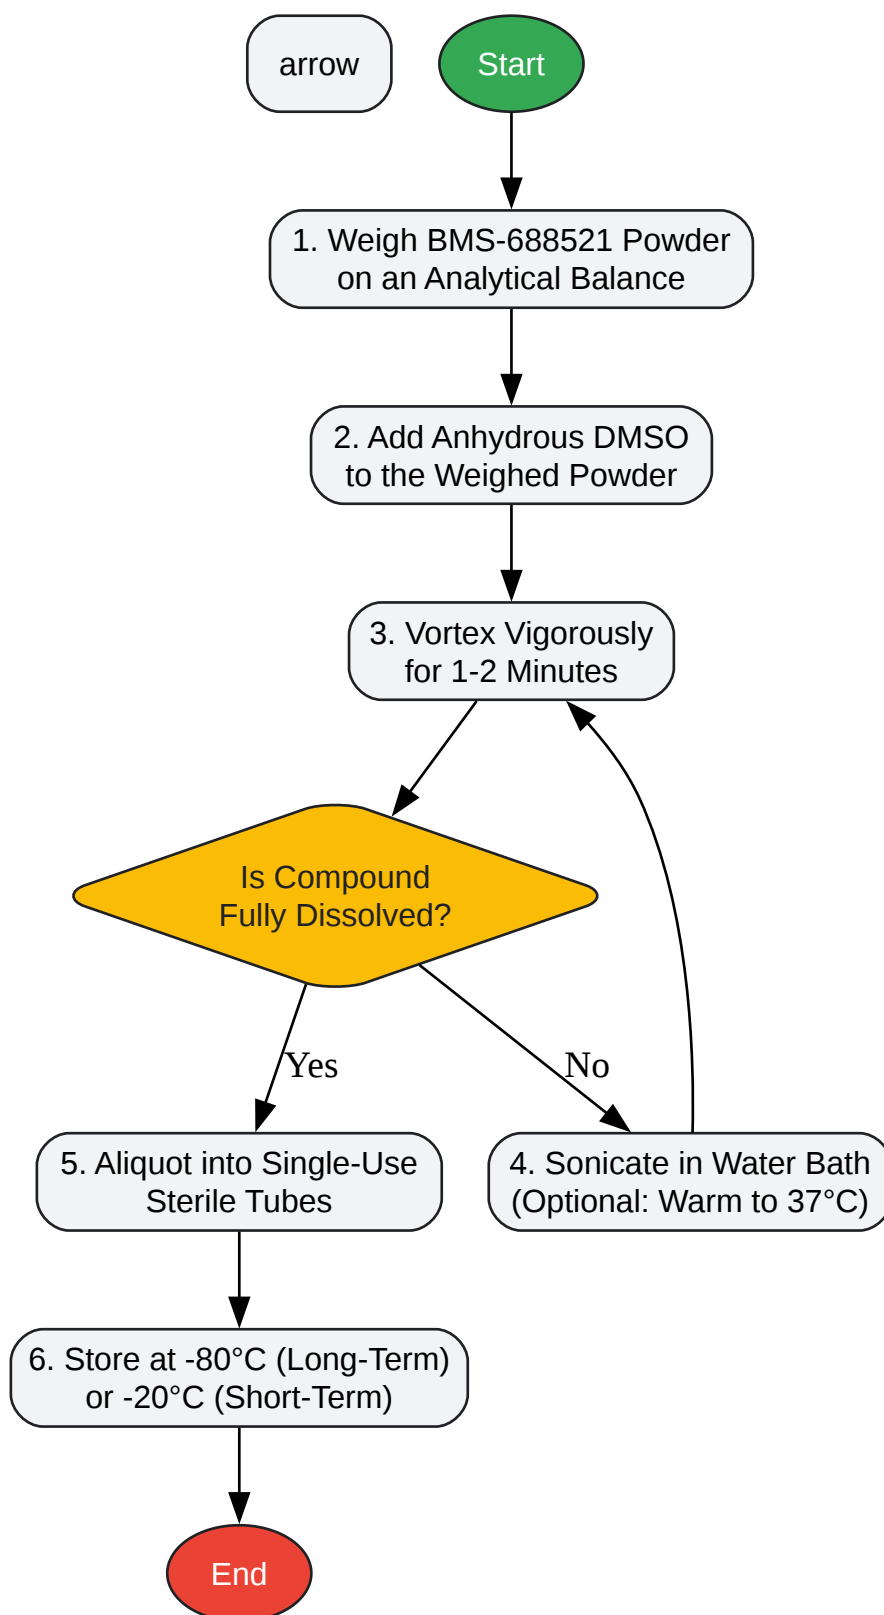 arrow
Start
1. Weigh BMS-688521 Powder
on an Analytical Balance
2. Add Anhydrous DMSO
to the Weighed Powder
3. Vortex Vigorously
for 1-2 Minutes
Is Compound
Fully Dissolved?
Yes
No
5. Aliquot into Single-Use
Sterile Tubes
4. Sonicate in Water Bath
(Optional: Warm to 37°C)
6. Store at -80°C (Long-Term)
or -20°C (Short-Term)
End